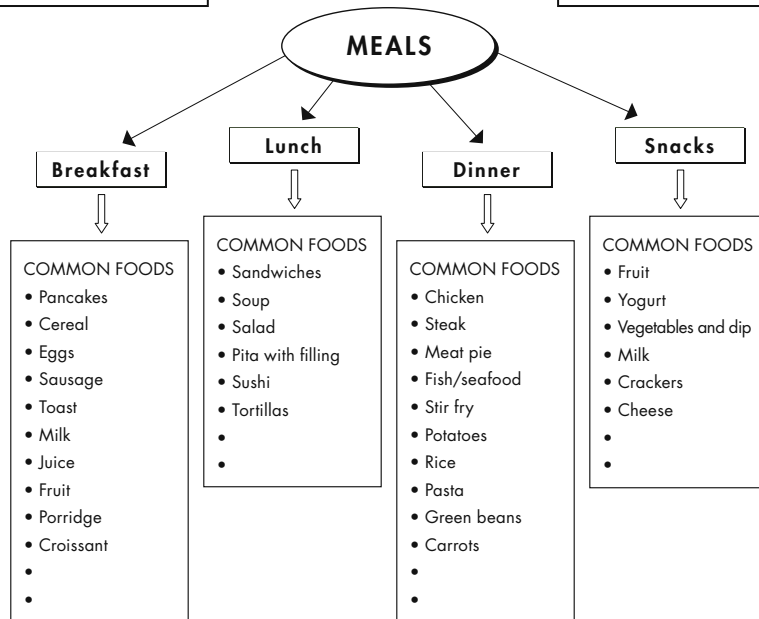 MEALS
Breakfast
COMMON FOODS
• Pancakes
• Cereal
• Eggs
• Sausage
• Toast
• Milk
• Juice
• Fruit
• Porridge
• Croissant
•
•
Lunch
COMMON FOODS
• Sandwiches
• Soup
• Salad
• Pita with filling
• Sushi
• Tortillas
•
•
Dinner
COMMON FOODS
• Chicken
• Steak
• Meat pie
• Fish/seafood
• Stir fry
• Potatoes
• Rice
• Pasta
• Green beans
• Carrots
•
•
Snacks
COMMON FOODS
• Fruit
• Yogurt
• Vegetables and dip
• Milk
• Crackers
• Cheese
•
•